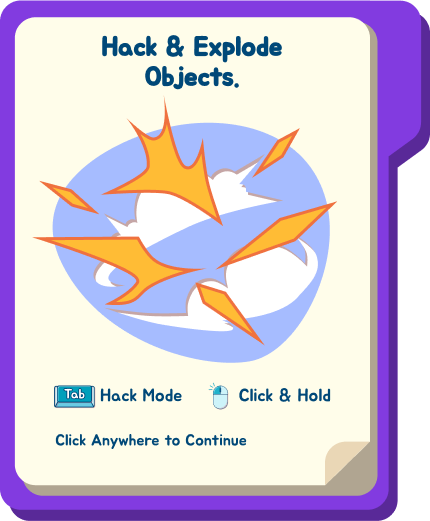 Hack & Explode
Objects.
Tab Hack Mode Click & Hold
Click Anywhere to Continue